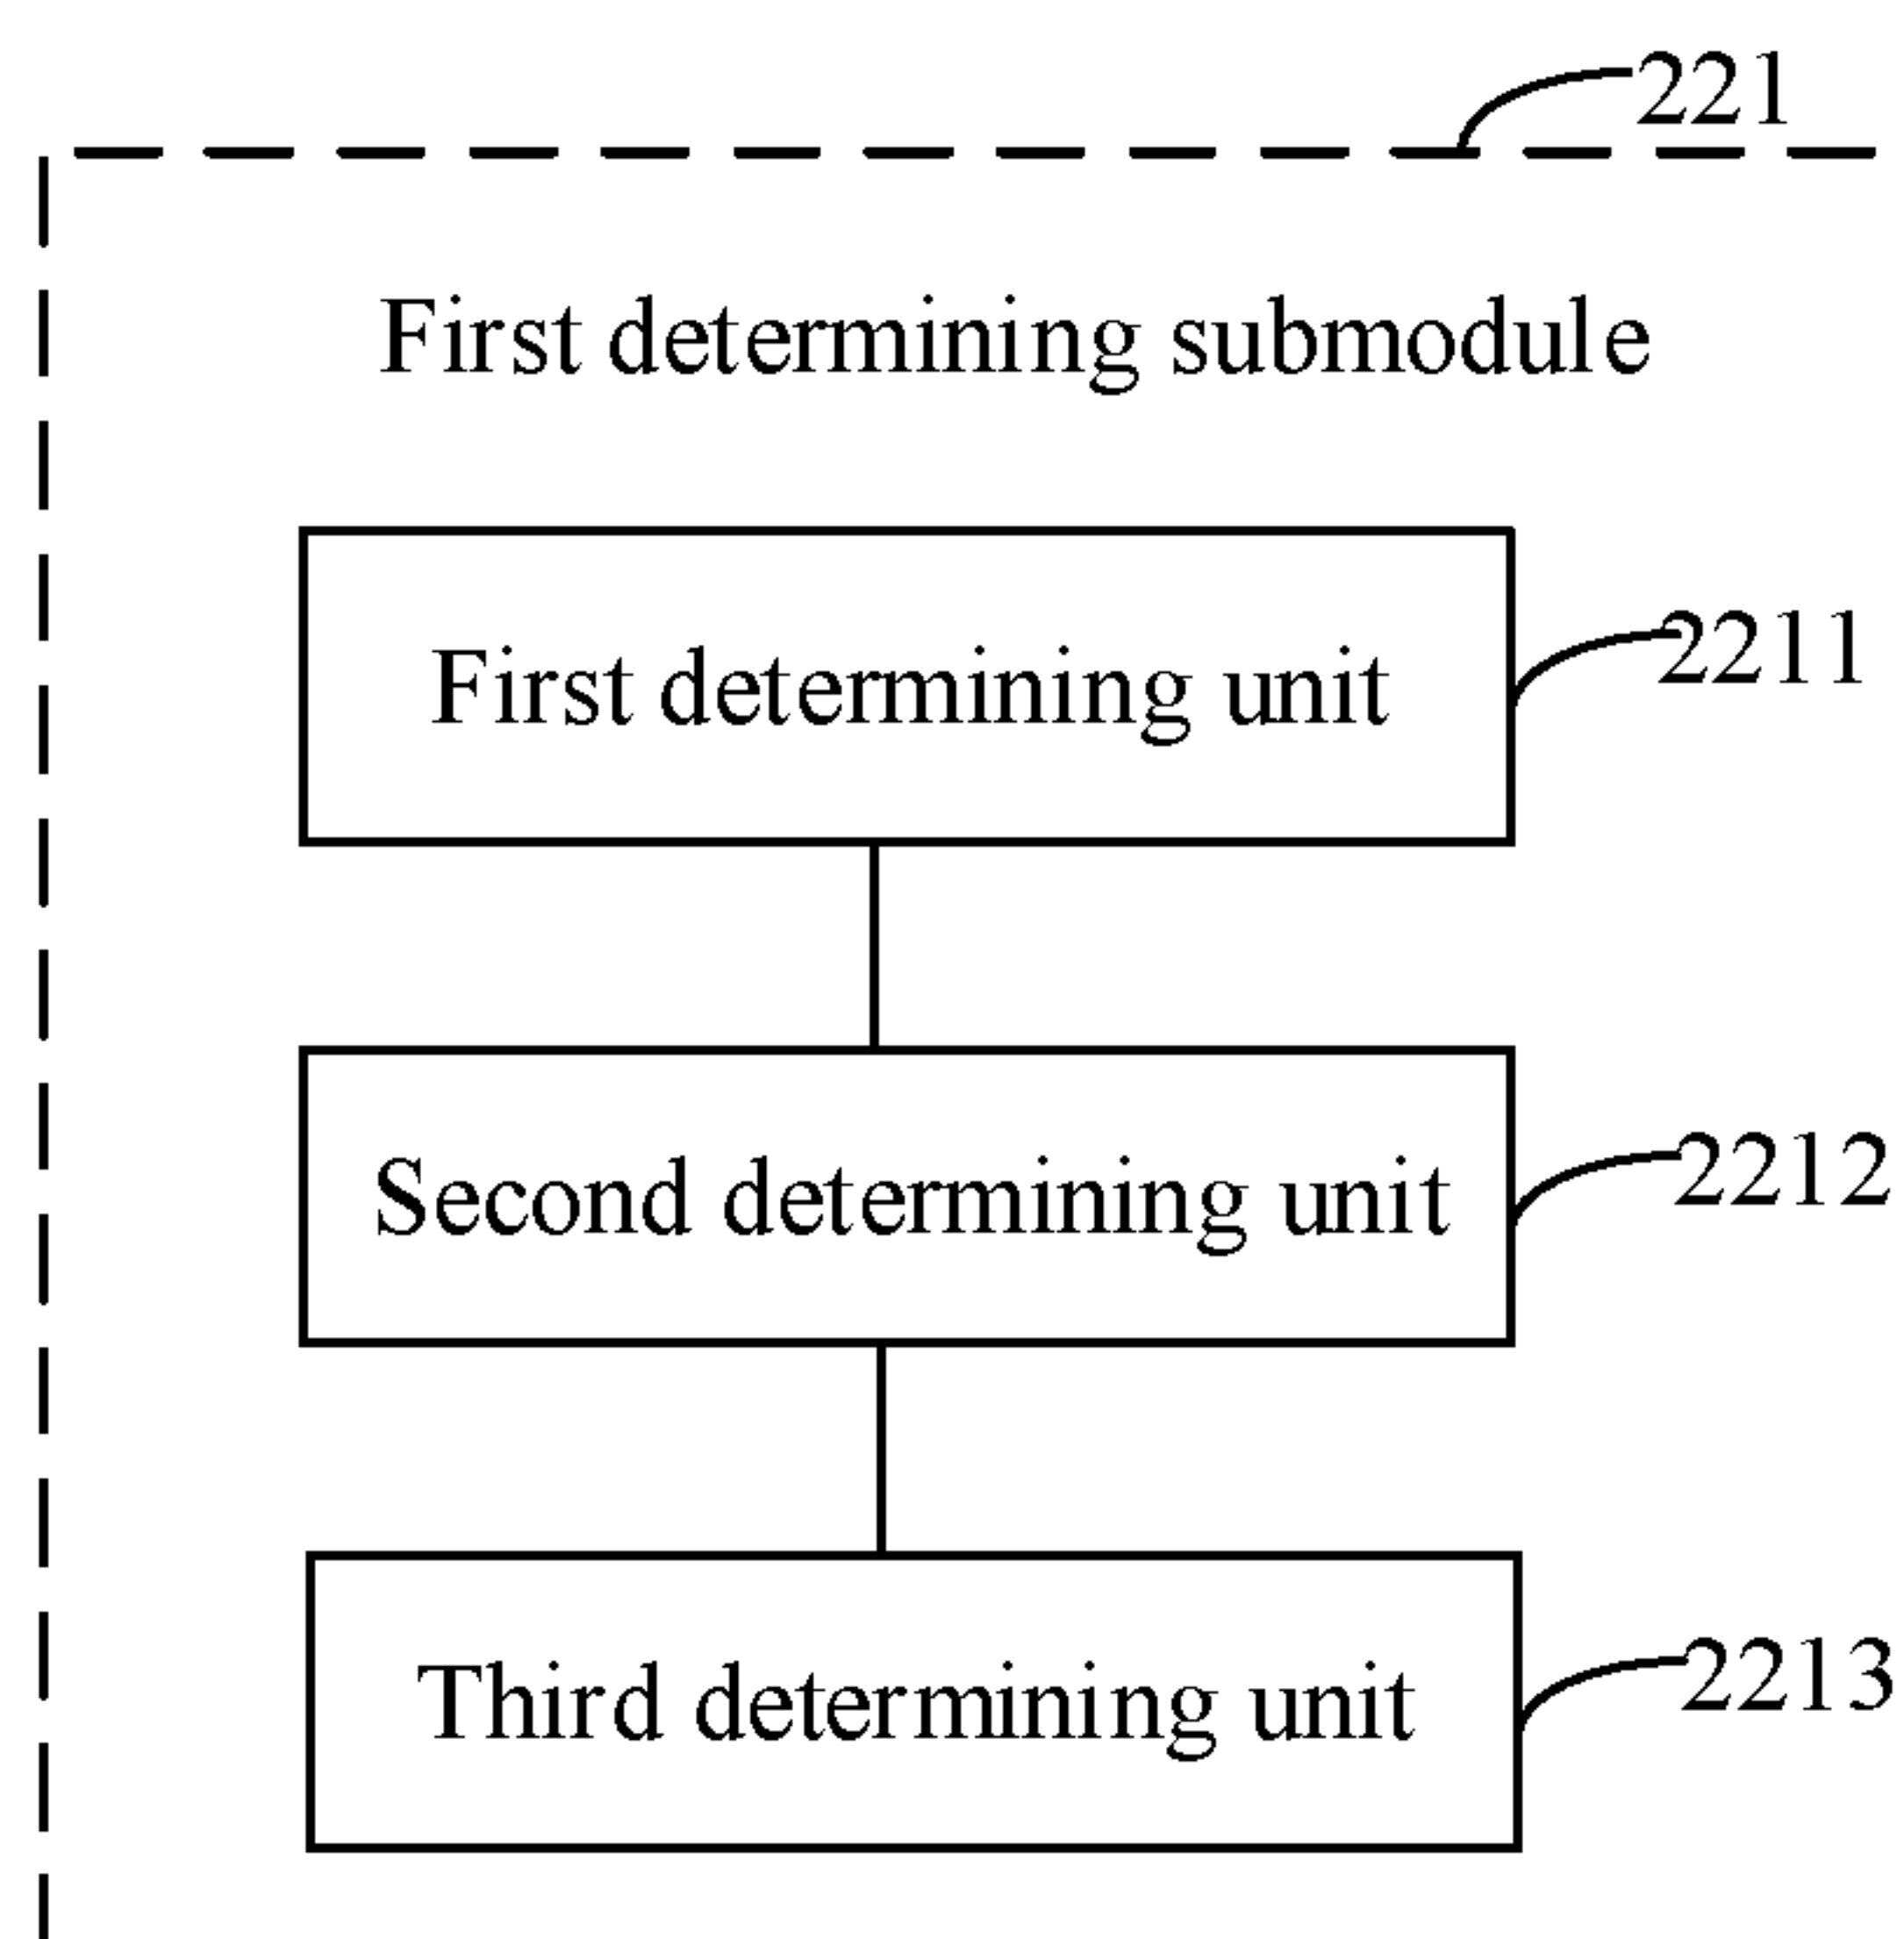 221
First determining submodule
First determining unit
2211
Second determining unit
2212
Third determining unit
2213